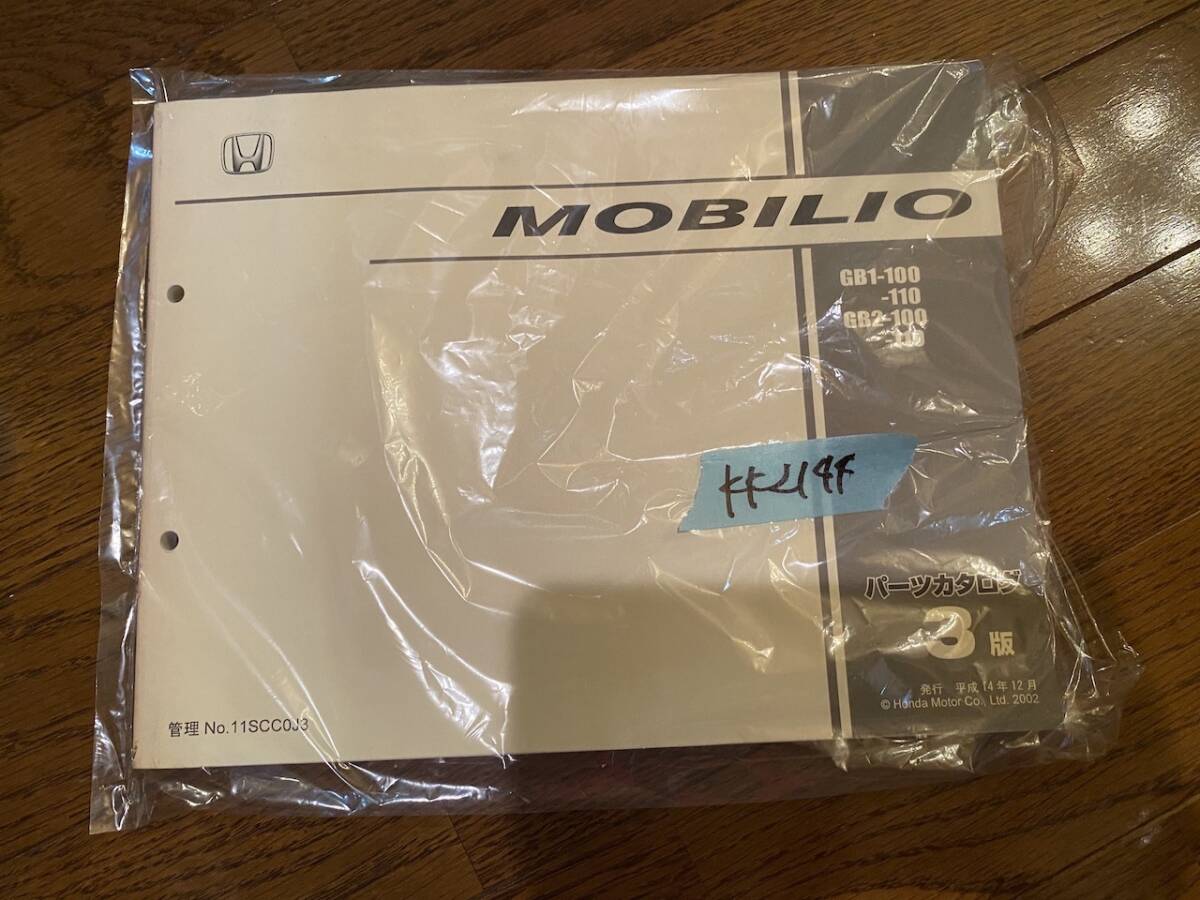 MOBILIO
GB1-100
-110
GB2-100
-110
パーツカタログ
3版
発行 平成14年12月
© Honda Motor Co., Ltd. 2002
管理 No.11SCC0J3